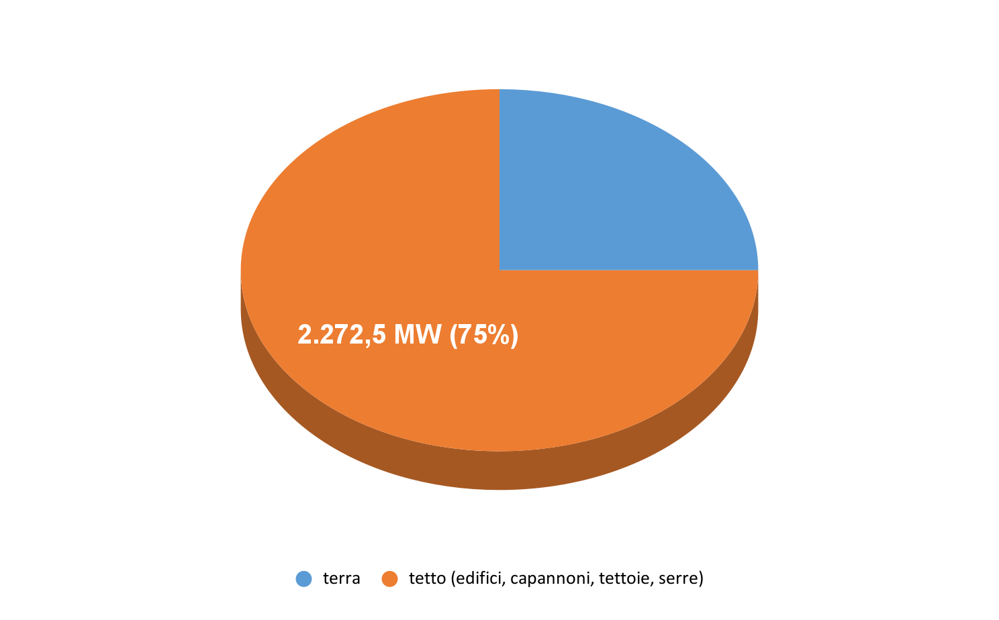 2.272,5 MW (75%)
terra
tetto (edifici, capannoni, tettoie, serre)